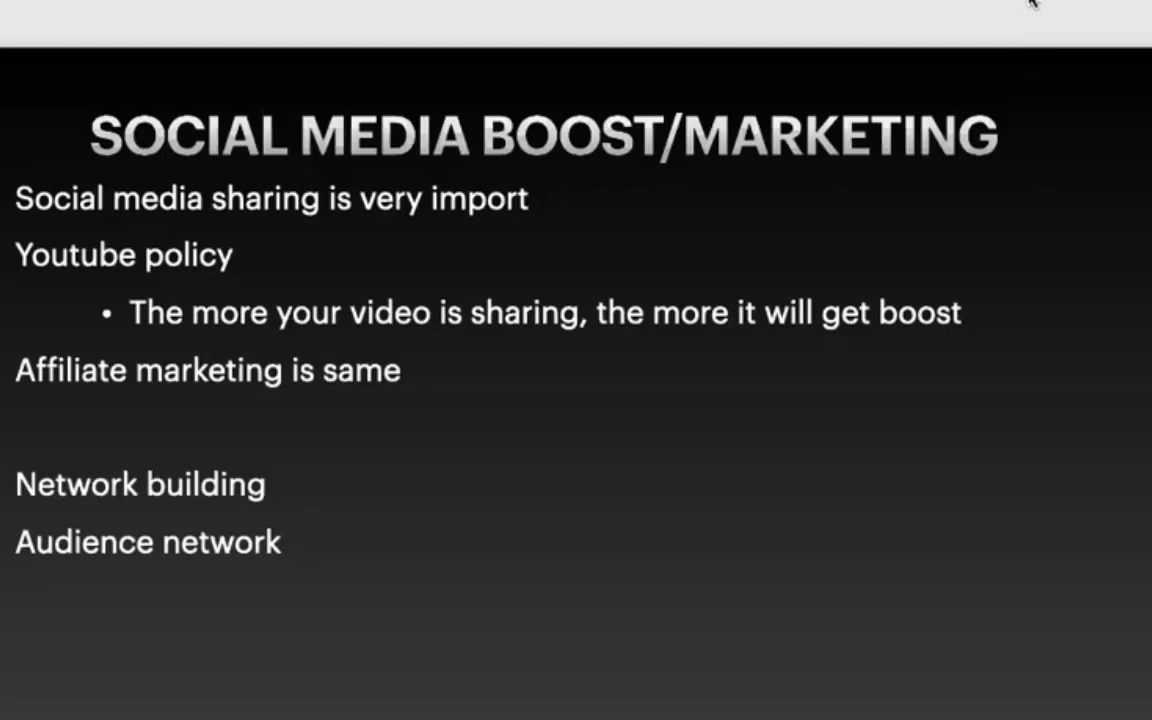 SOCIAL MEDIA BOOST/MARKETING
Social media sharing is very import
Youtube policy
• The more your video is sharing, the more it will get boost
Affiliate marketing is same
Network building
Audience network